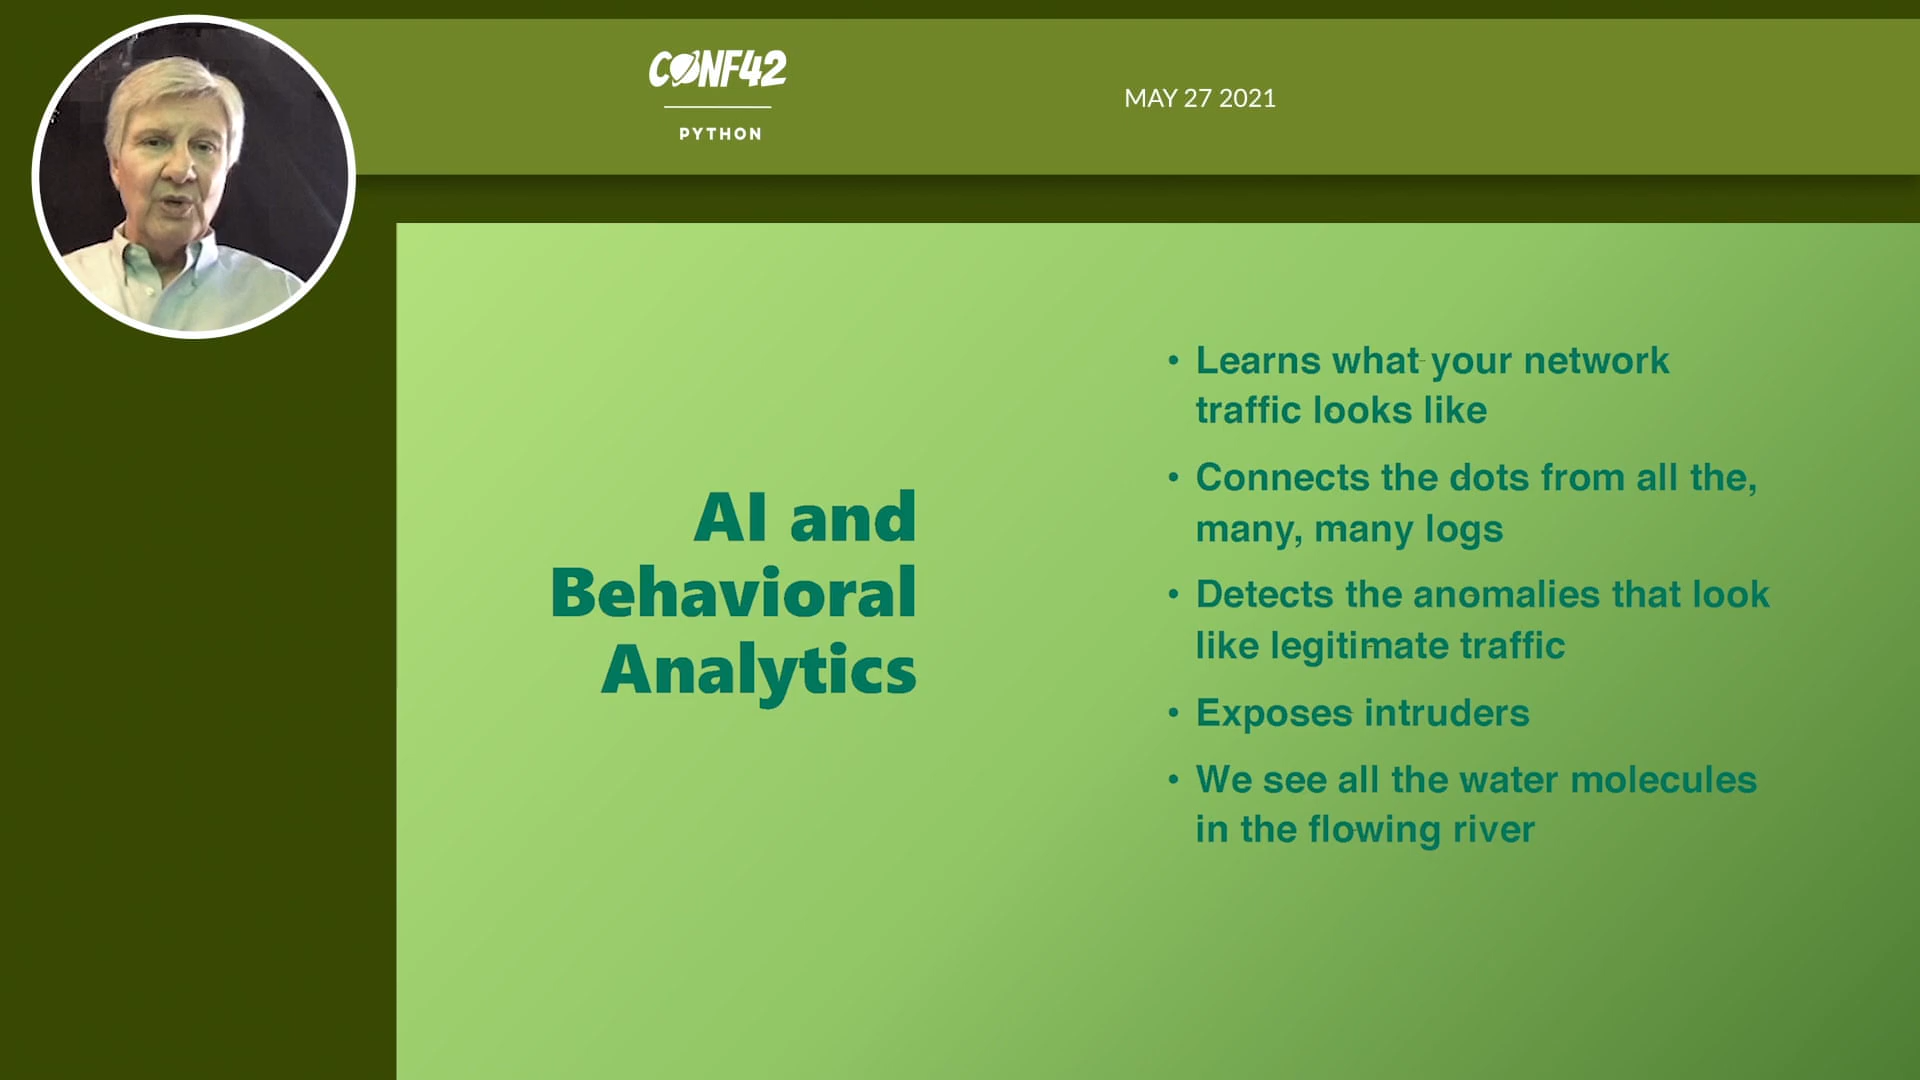 CONF42
PYTHON
MAY 27 2021
AI and
Behavioral
Analytics
• Learns what your network
traffic looks like
• Connects the dots from all the,
many, many logs
• Detects the anomalies that look
like legitimate traffic
• Exposes intruders
• We see all the water molecules
in the flowing river